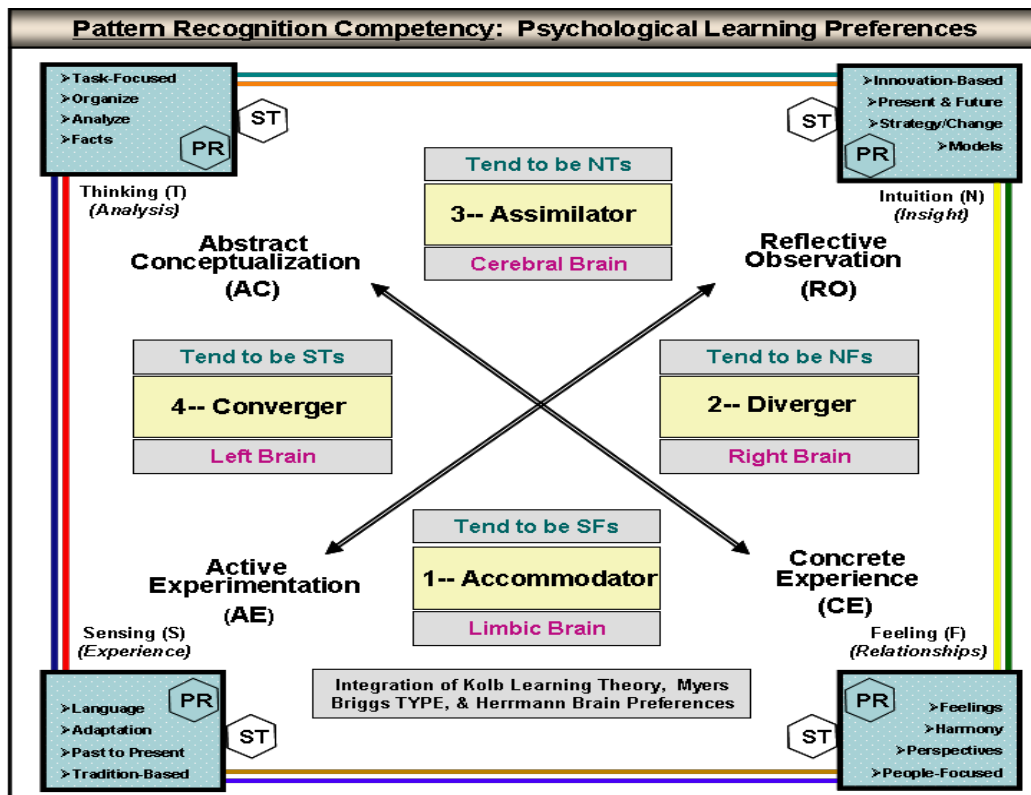 Pattern Recognition Competency:  Psychological Learning Preferences
➢Task-Focused
➢Organize
➢Analyze
➢Facts
PR
ST
ST
➢Innovation-Based
➢Present & Future
➢Strategy/Change
➢Models
PR
Thinking (T)
(Analysis)
Tend to be NTs
3-- Assimilator
Cerebral Brain
Intuition (N)
(Insight)
Abstract
Conceptualization
(AC)
Reflective
Observation
(RO)
Tend to be STs
4-- Converger
Left Brain
Tend to be NFs
2-- Diverger
Right Brain
Active
Experimentation
(AE)
Tend to be SFs
1-- Accommodator
Limbic Brain
Concrete
Experience
(CE)
Sensing (S)
(Experience)
Feeling (F)
(Relationships)
PR
➢Language
➢Adaptation
➢Past to Present
➢Tradition-Based
ST
Integration of Kolb Learning Theory,  Myers
Briggs TYPE, & Herrmann Brain Preferences
ST
PR
➢Feelings
➢Harmony
➢Perspectives
➢People-Focused